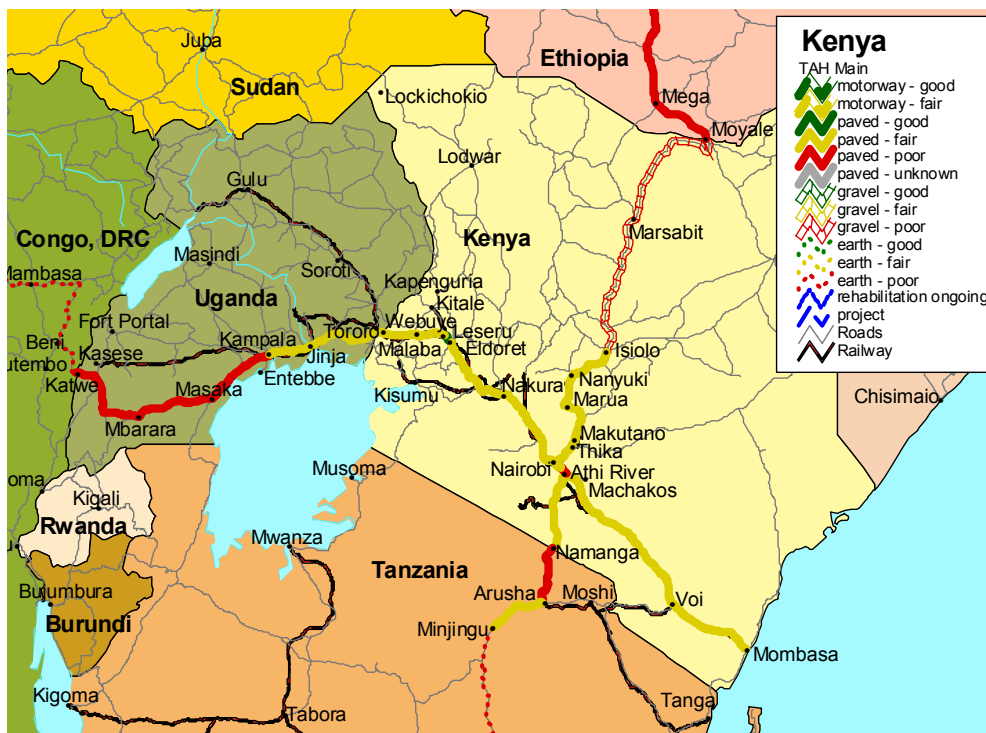 Juba
Sudan
Ethiopia
Kenya
TAH Main
motorway - good
motorway - fair
paved - good
paved - fair
paved - poor
paved - unknown
gravel - good
gravel - fair
gravel - poor
earth - good
earth - fair
earth - poor
rehabilitation ongoing
project
Roads
Railway
Lockichokio
Mega
Moyale
Lodwar
Gulu
Congo, DRC
Masindi
Kenya
Marsabit
Mambasa
Soroti
Kapenguria
Kitale
Uganda
Fort Portal
Kampala
Tororo
Webuye
Leseru
Beni
Jinja
Malaba
Eldoret
Isiolo
utembo
Kasese
Katwe
Masaka
Entebbe
Kisumu
Nakura
Nanyuki
Marua
Chisimaio
Mbarara
Makutano
Thika
Nairobi
Athi River
Machakos
oma
Musoma
Kigali
Rwanda
u
Mwanza
Namanga
Tanzania
Bujumbura
Arusha
Moshi
Voi
Burundi
Minjingu
Mombasa
Kigoma
Tabora
Tanga